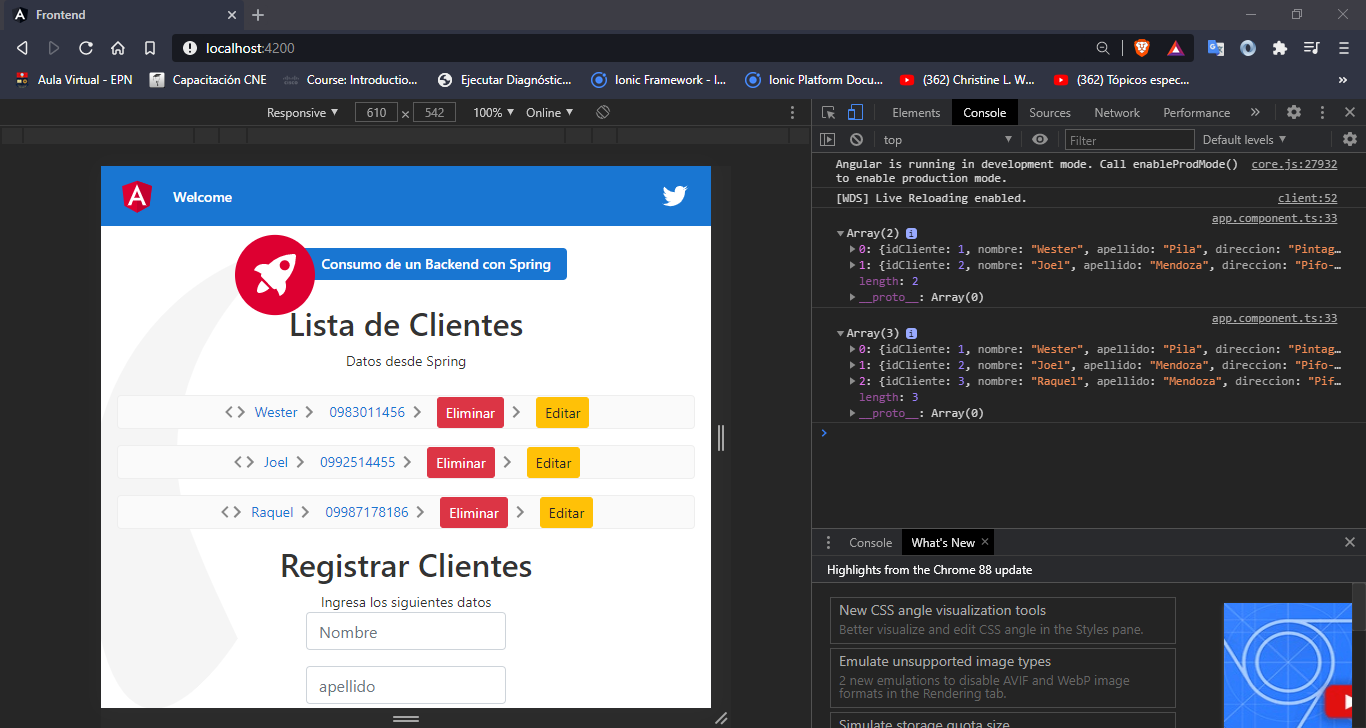 Frontend
localhost:4200
Aula Virtual - EPN
Capacitación CNE
Course: Introductio...
Ejecutar Diagnóstic...
Ionic Framework - I...
Ionic Platform Docu...
(362) Christine L. W...
(362) Tópicos espec...
»
Responsive ▼ 610 × 542 100% ▼ Online ▼
Elements Console Sources Network Performance »
top ▼ Filter Default levels ▼
Angular is running in development mode. Call enableProdMode() core.js:27932
to enable production mode.
[WDS] Live Reloading enabled. client:52
app.component.ts:33
▼Array(2) i
▶0: {idCliente: 1, nombre: "Wester", apellido: "Pila", direccion: "Pintag…
▶1: {idCliente: 2, nombre: "Joel", apellido: "Mendoza", direccion: "Pifo-…
length: 2
▶__proto__: Array(0)
app.component.ts:33
▼Array(3) i
▶0: {idCliente: 1, nombre: "Wester", apellido: "Pila", direccion: "Pintag…
▶1: {idCliente: 2, nombre: "Joel", apellido: "Mendoza", direccion: "Pifo-…
▶2: {idCliente: 3, nombre: "Raquel", apellido: "Mendoza", direccion: "Pif…
length: 3
▶__proto__: Array(0)
A Welcome
Consumo de un Backend con Spring
Lista de Clientes
Datos desde Spring
Wester 0983011456 Eliminar Editar
Joel 0992514455 Eliminar Editar
Raquel 09987178186 Eliminar Editar
Registrar Clientes
Ingresa los siguientes datos
Nombre
apellido
Console What's New ×
Highlights from the Chrome 88 update
New CSS angle visualization tools
Better visualize and edit CSS angle in the Styles pane.
Emulate unsupported image types
2 new emulations to disable AVIF and WebP image
formats in the Rendering tab.
Simulate storage quota size